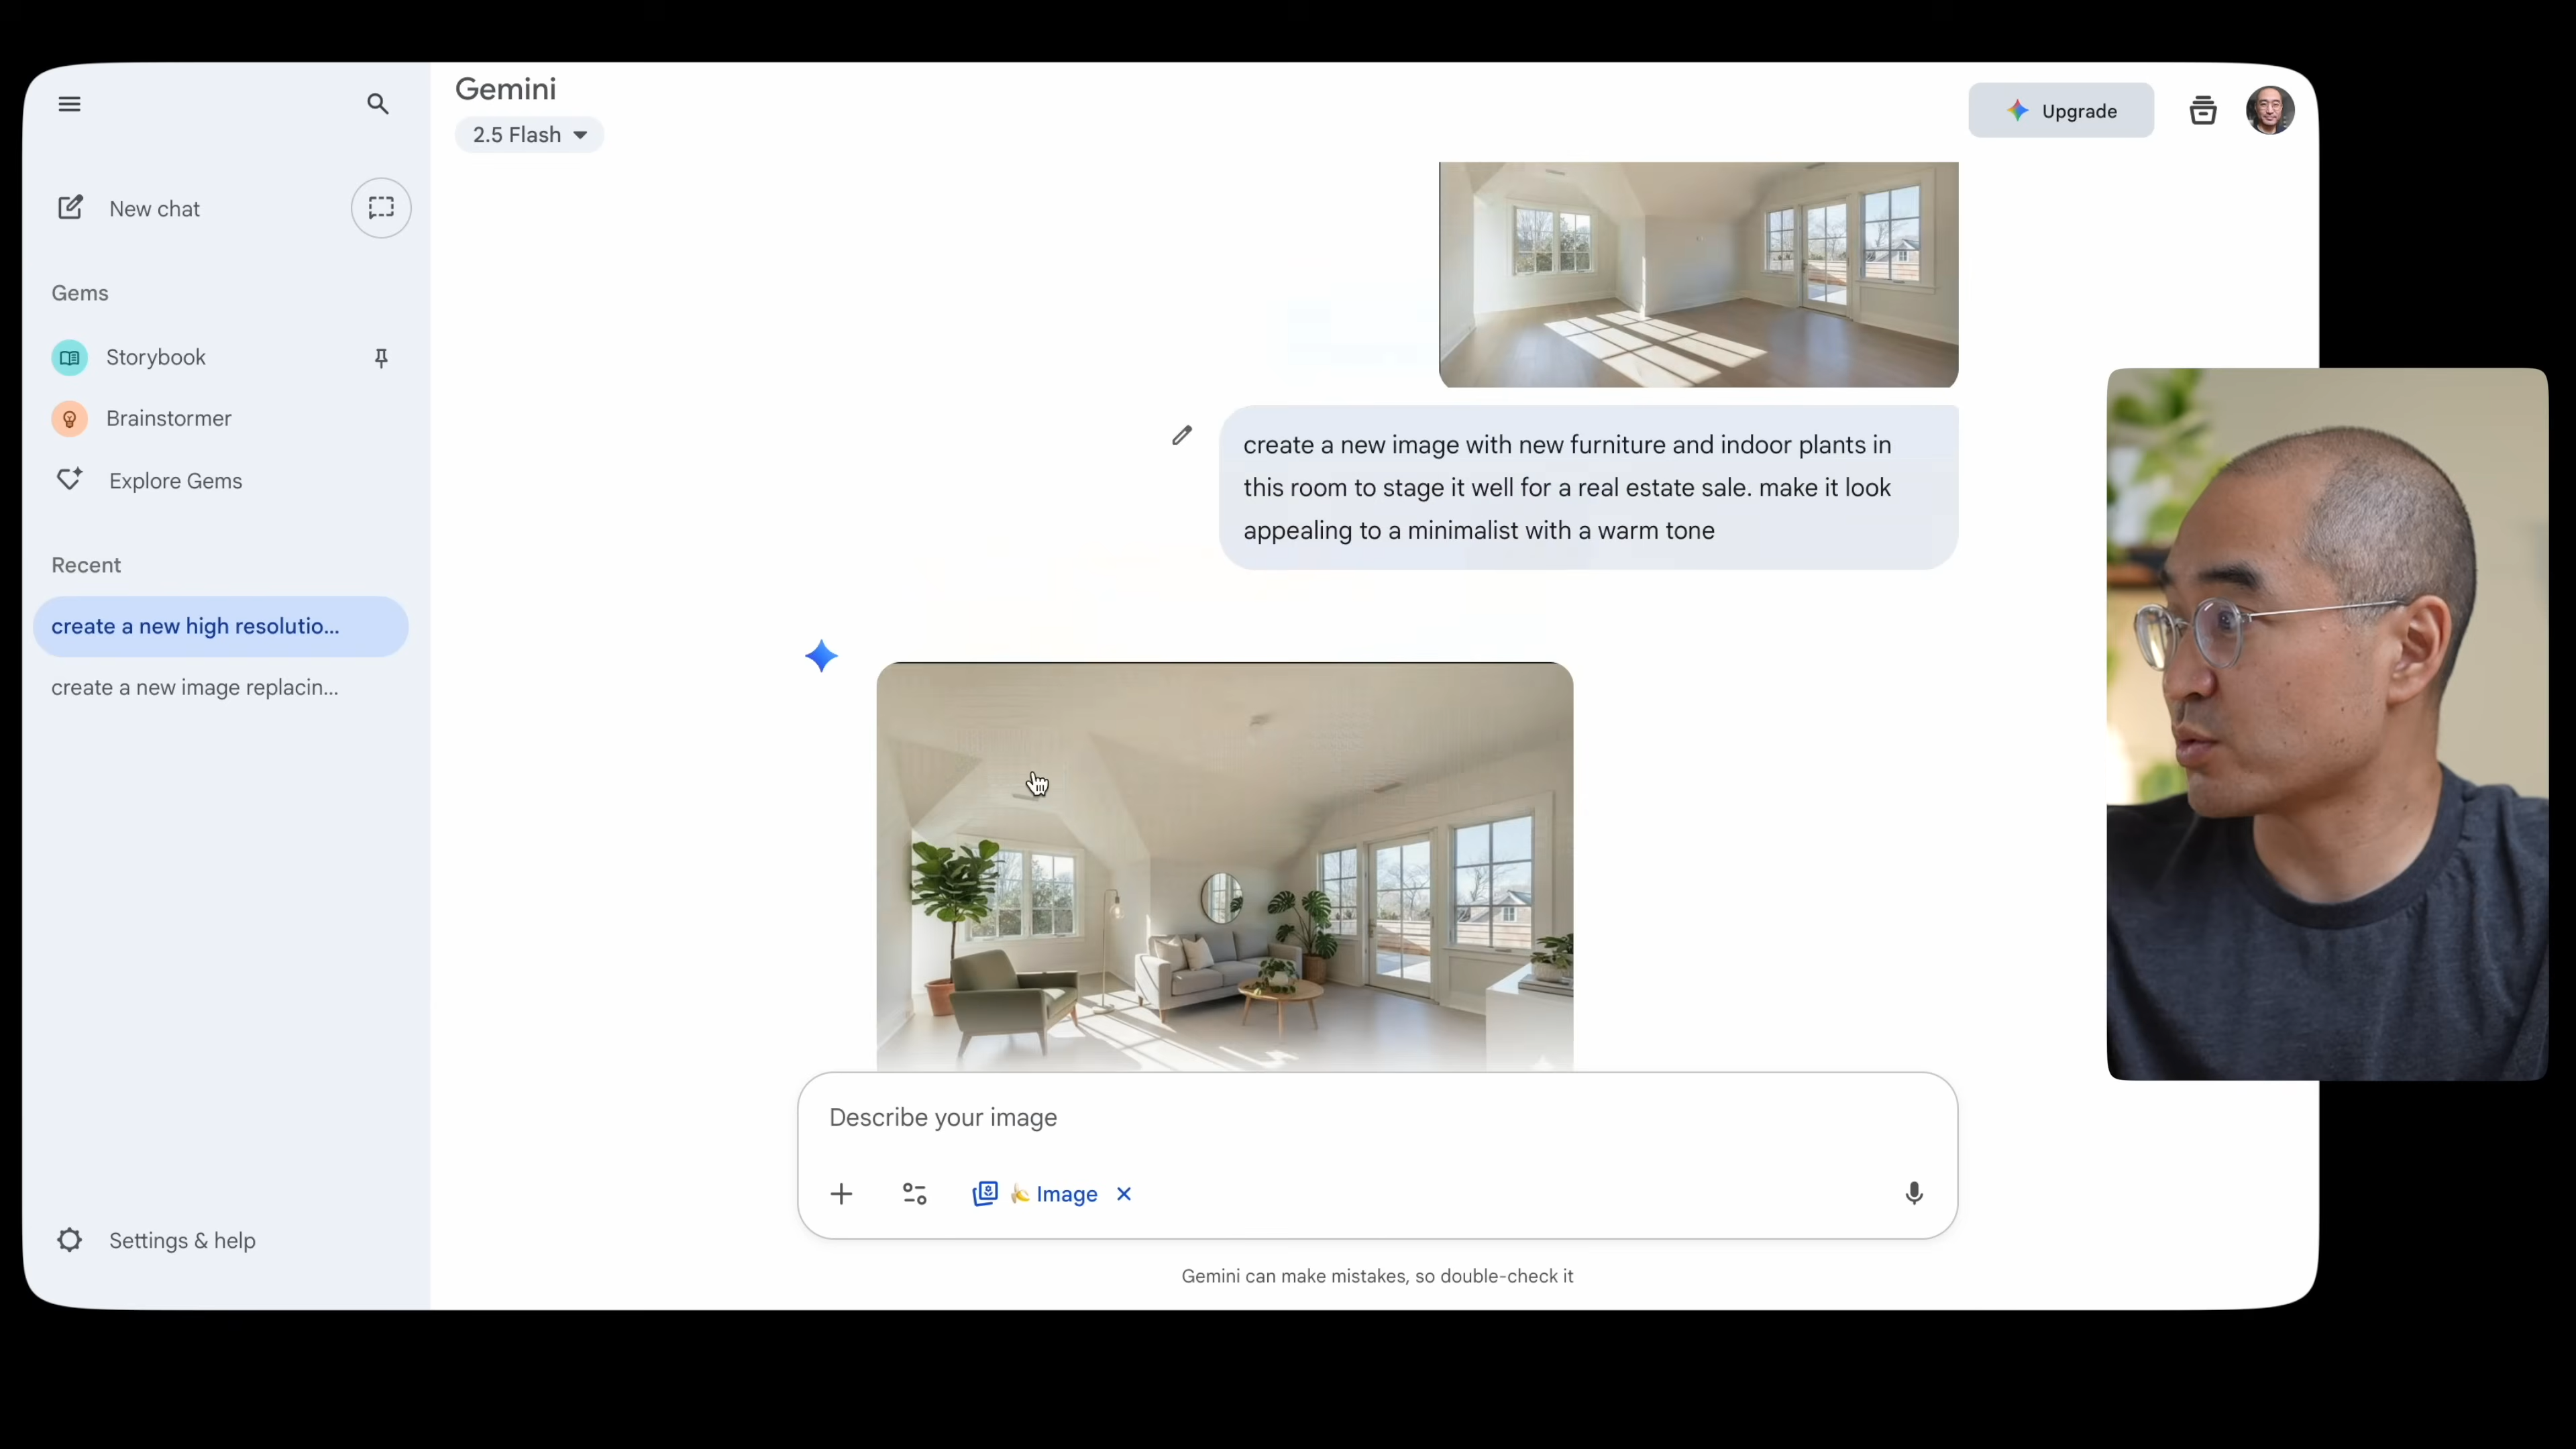 Gemini
2.5 Flash
Upgrade
New chat
Gems
Storybook
Brainstormer
Explore Gems
Recent
create a new high resolutio...
create a new image replacin...
Settings & help
create a new image with new furniture and indoor plants in
this room to stage it well for a real estate sale. make it look
appealing to a minimalist with a warm tone
Describe your image
Image
Gemini can make mistakes, so double-check it